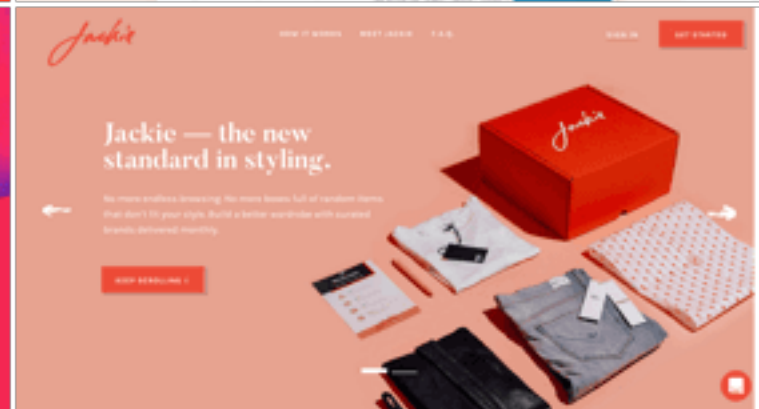 Jackie
HOW IT WORKS MEET JACKIE F.A.Q.
SIGN IN
GET STARTED
Jackie — the new
standard in styling.
No more endless browsing. No more boxes full of random items
that don't fit your style. Build a better wardrobe with curated
brands delivered monthly.
KEEP SCROLLING
Jackie